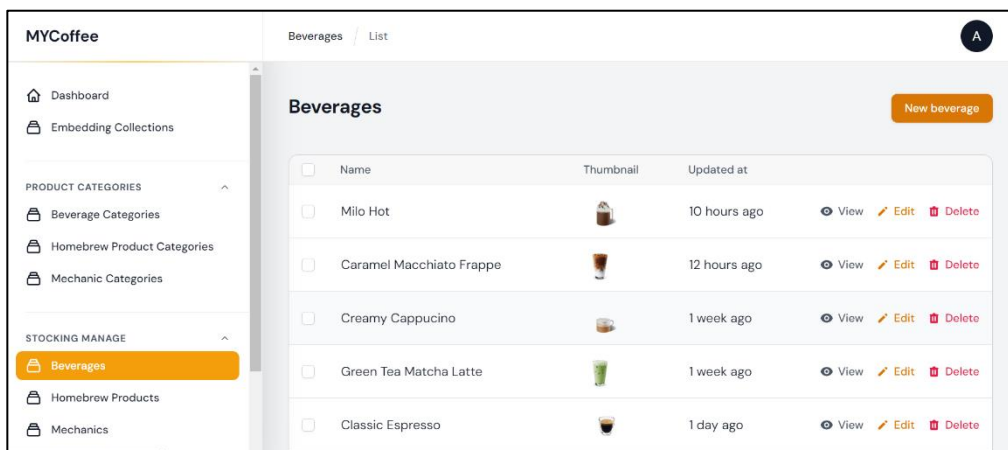 MYCoffee
Dashboard
Embedding Collections
PRODUCT CATEGORIES
Beverage Categories
Homebrew Product Categories
Mechanic Categories
STOCKING MANAGE
Beverages
Homebrew Products
Mechanics
Beverages / List
A
Beverages
New beverage
Name Thumbnail Updated at
Milo Hot 10 hours ago View Edit Delete
Caramel Macchiato Frappe 12 hours ago View Edit Delete
Creamy Cappucino 1 week ago View Edit Delete
Green Tea Matcha Latte 1 week ago View Edit Delete
Classic Espresso 1 day ago View Edit Delete